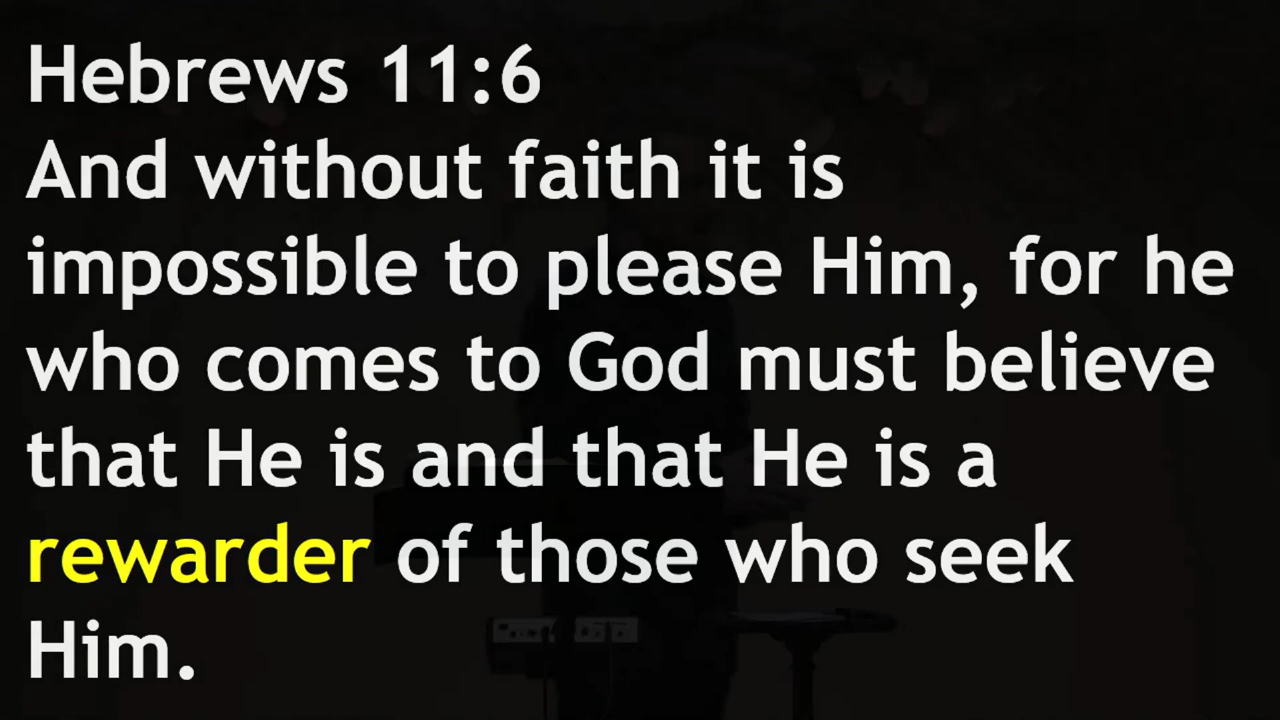 Hebrews 11:6
And without faith it is
impossible to please Him, for he
who comes to God must believe
that He is and that He is a
rewarder of those who seek
Him.